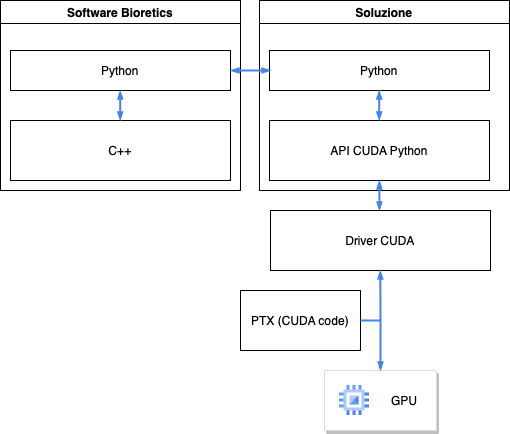 Software Bioretics
Soluzione
Python
Python
C++
API CUDA Python
Driver CUDA
PTX (CUDA code)
GPU